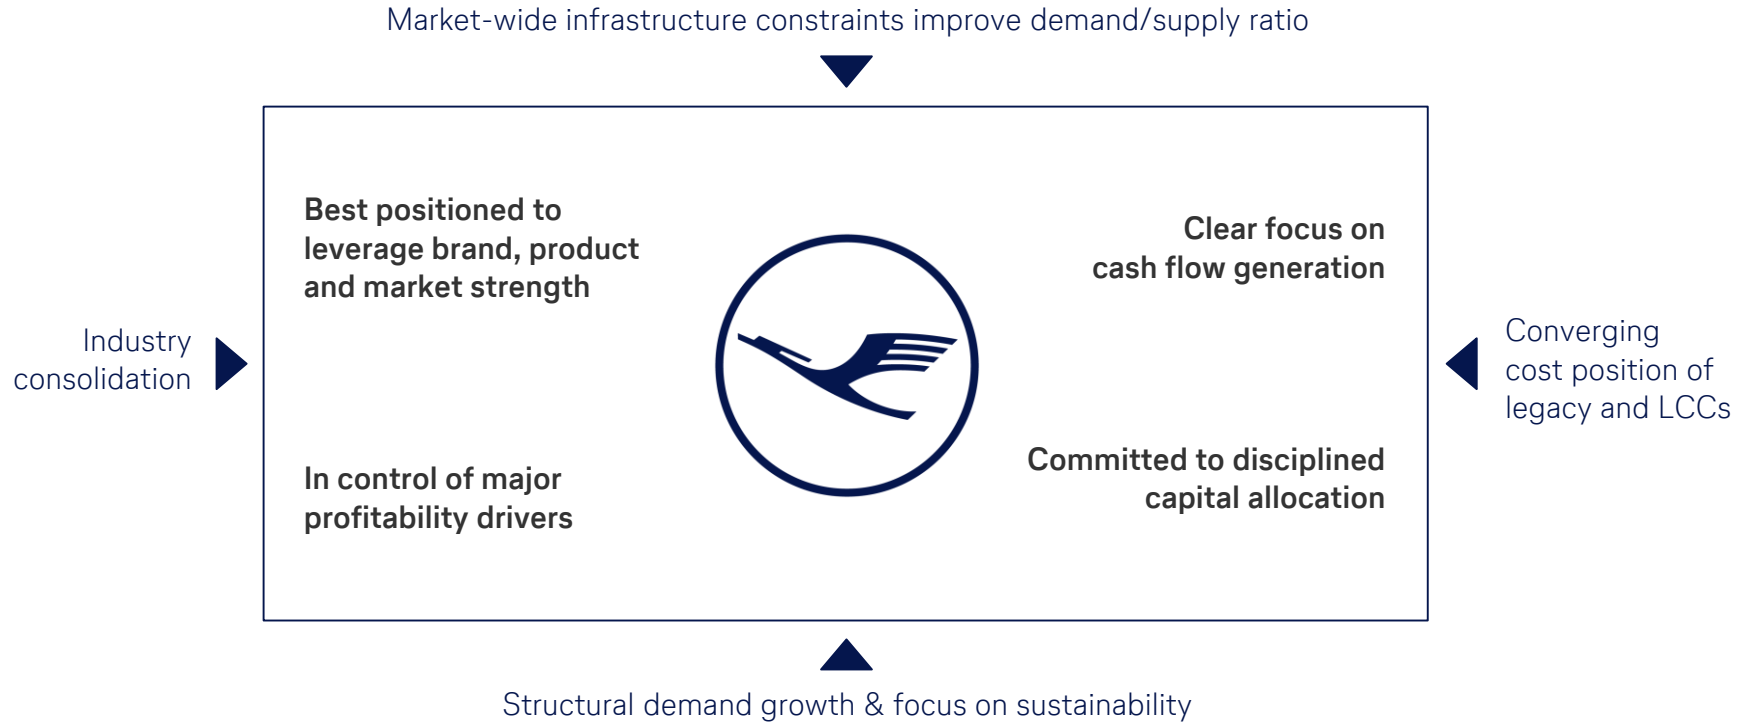 Market-wide infrastructure constraints improve demand/supply ratio
Best positioned to
leverage brand, product
and market strength
Clear focus on
cash flow generation
Industry
consolidation
Converging
cost position of
legacy and LCCs
In control of major
profitability drivers
Committed to disciplined
capital allocation
Structural demand growth & focus on sustainability